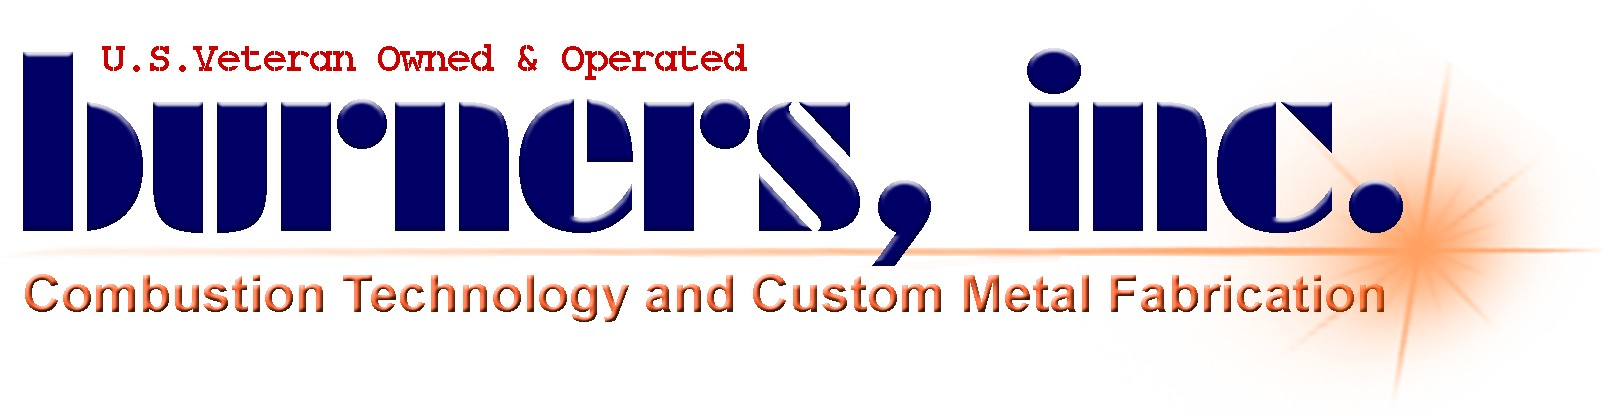 U.S.Veteran Owned & Operated
burners, inc.
Combustion Technology and Custom Metal Fabrication